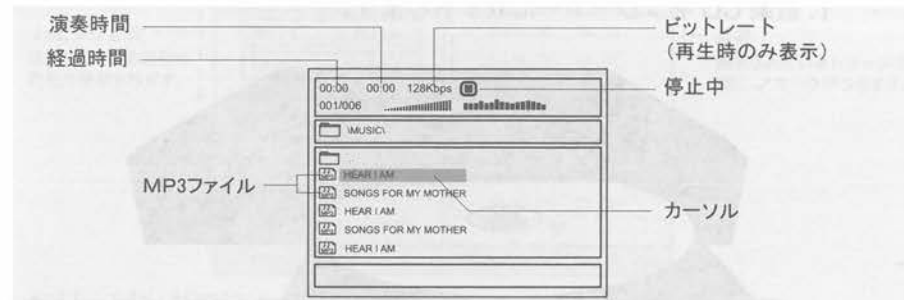 演奏時間
経過時間
ビットレート
(再生時のみ表示)
停止中
00:00 00:00 128Kbps
001/006
\MUSIC\
..
HEAR I AM
SONGS FOR MY MOTHER
HEAR I AM
SONGS FOR MY MOTHER
HEAR I AM
MP3ファイル
カーソル